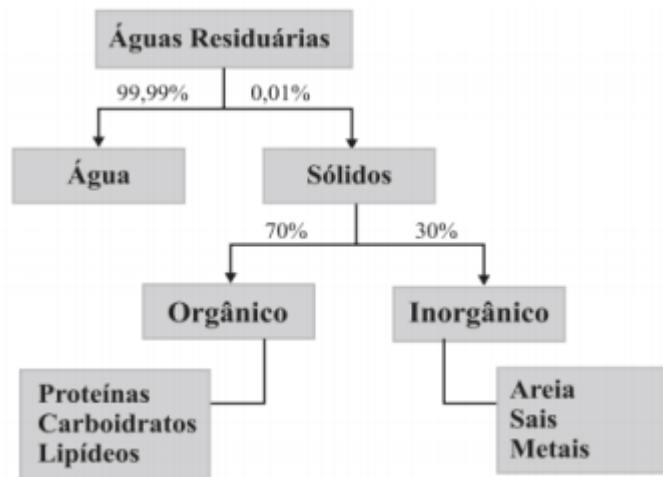 Águas Residuárias
99,99%
0,01%
Água
Sólidos
70%
30%
Orgânico
Inorgânico
Proteínas
Carboidratos
Lipídeos
Areia
Sais
Metais